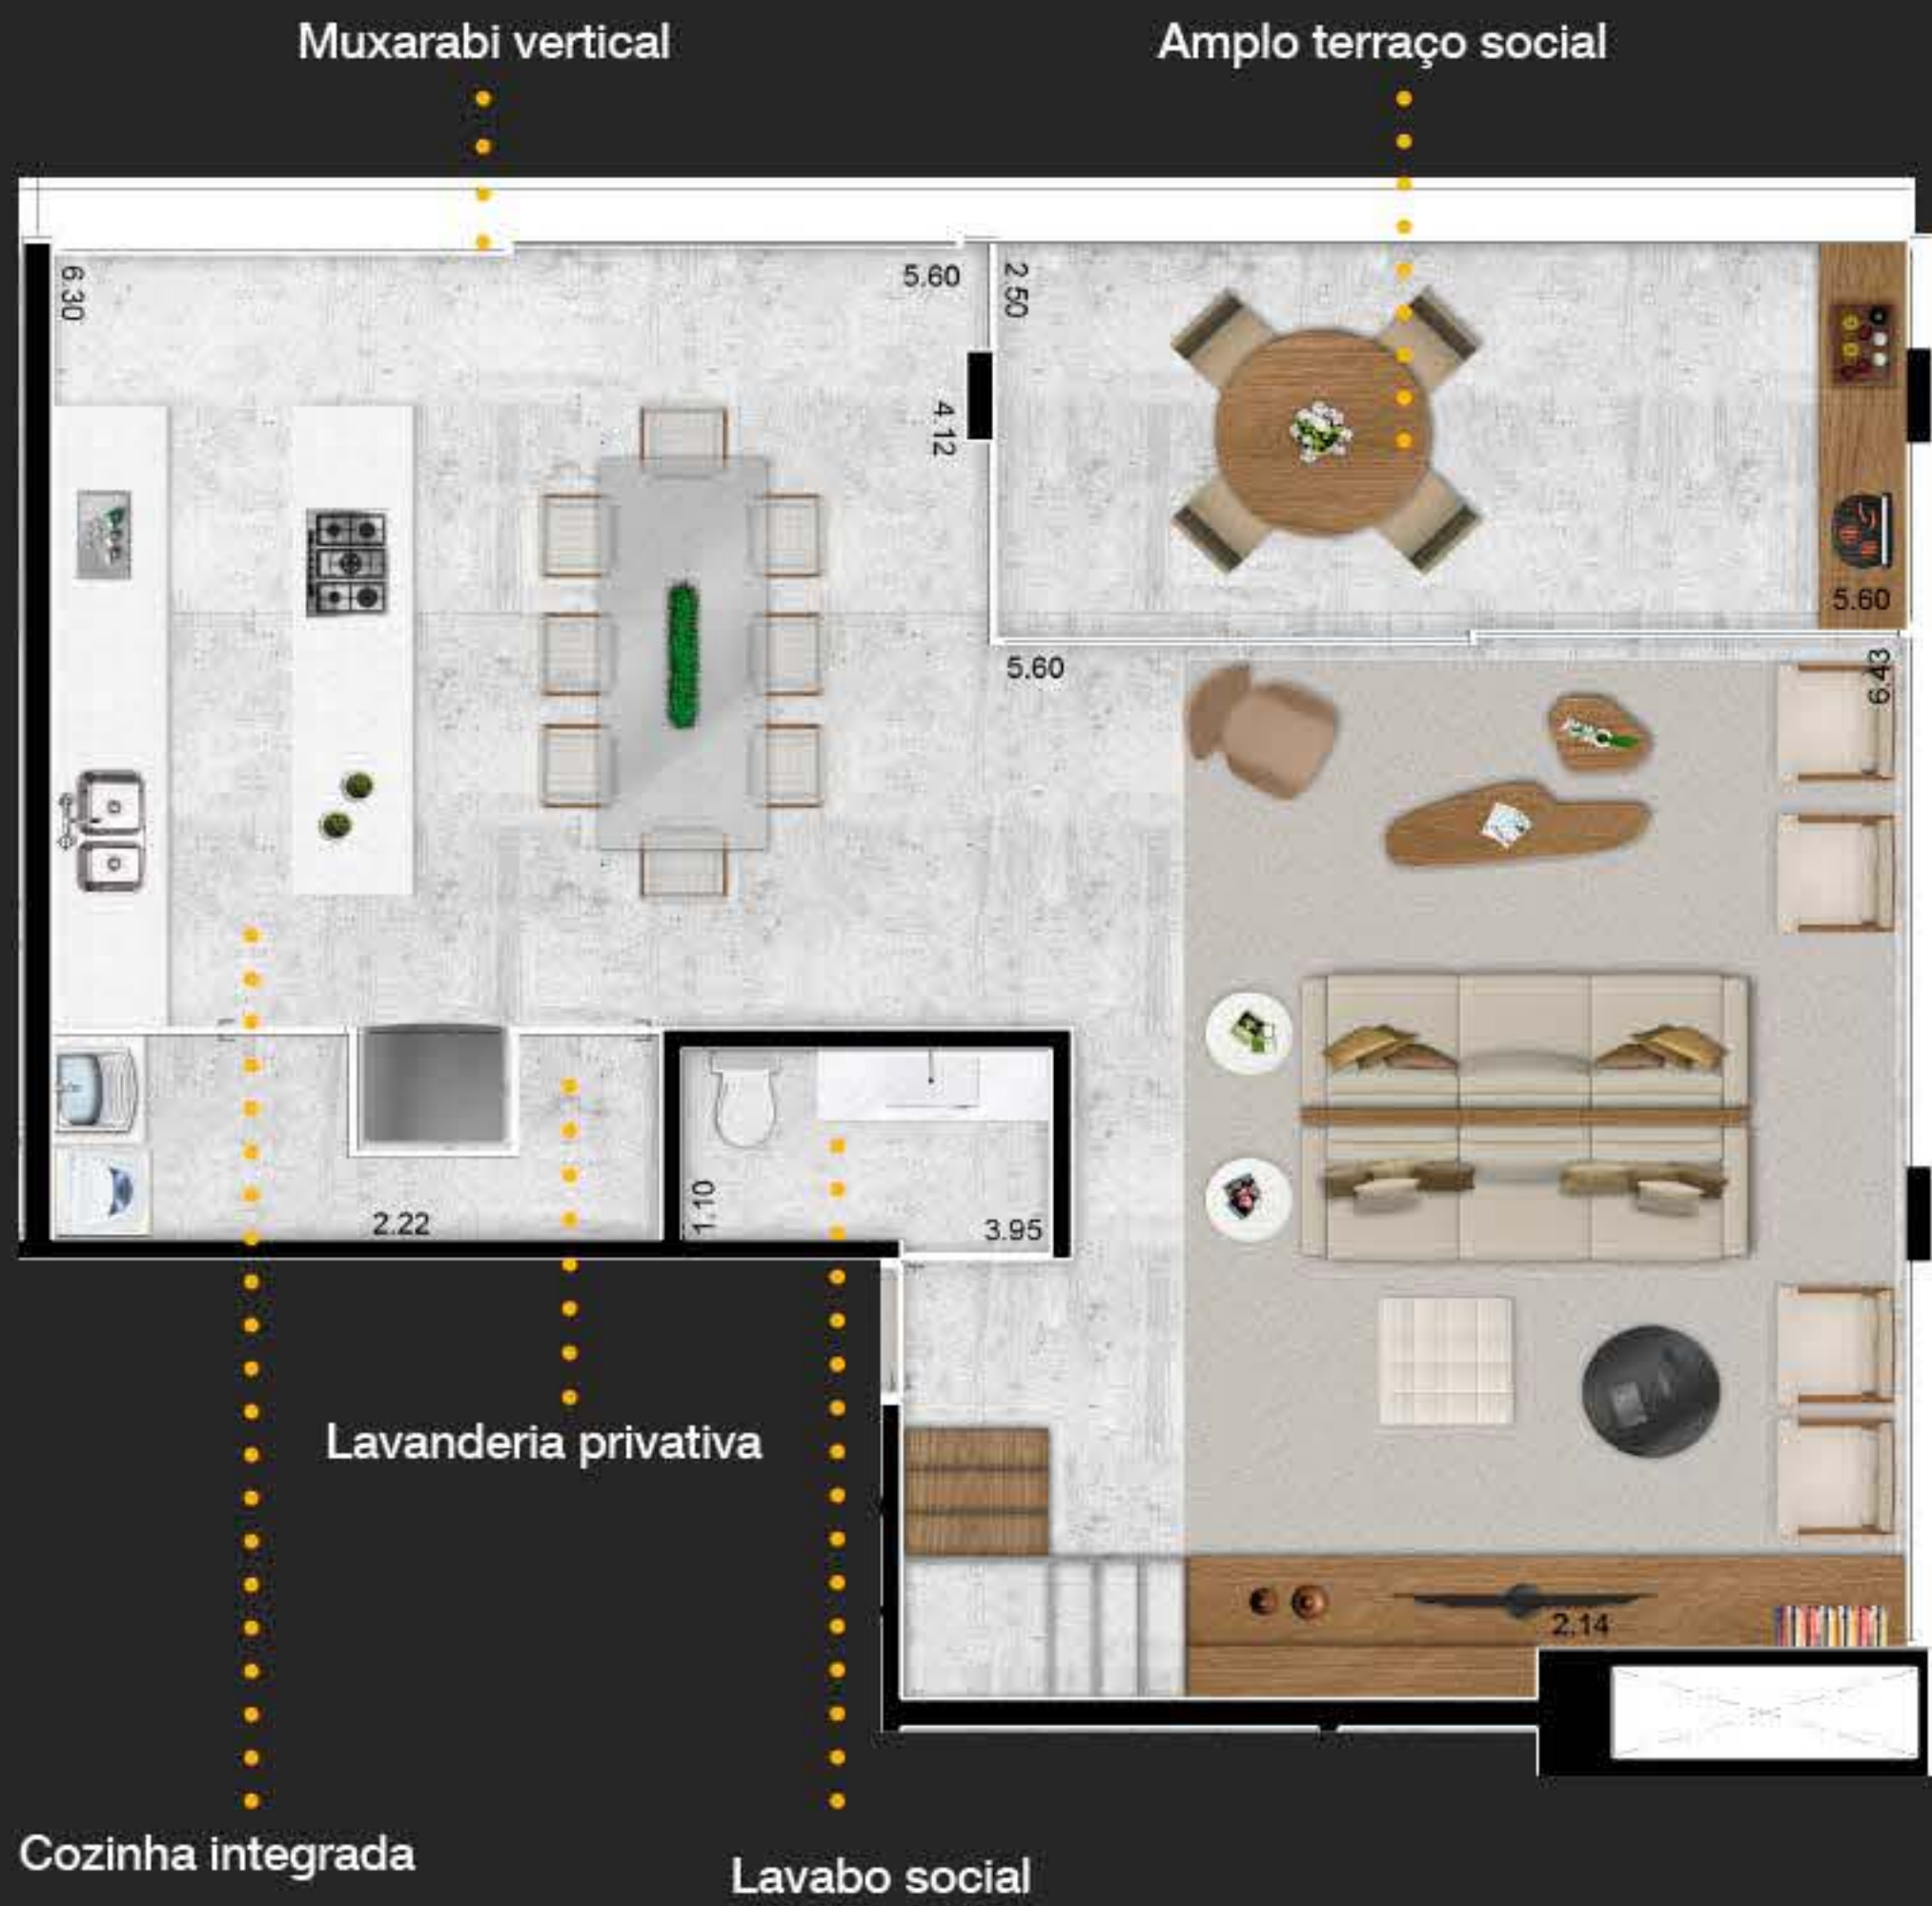 Muxarabi vertical
Amplo terraço social
6.30
5.60
2.50
4.12
5.60
5.60
6.43
2.22
1.10
3.95
Lavanderia privativa
2.14
Cozinha integrada
Lavabo social